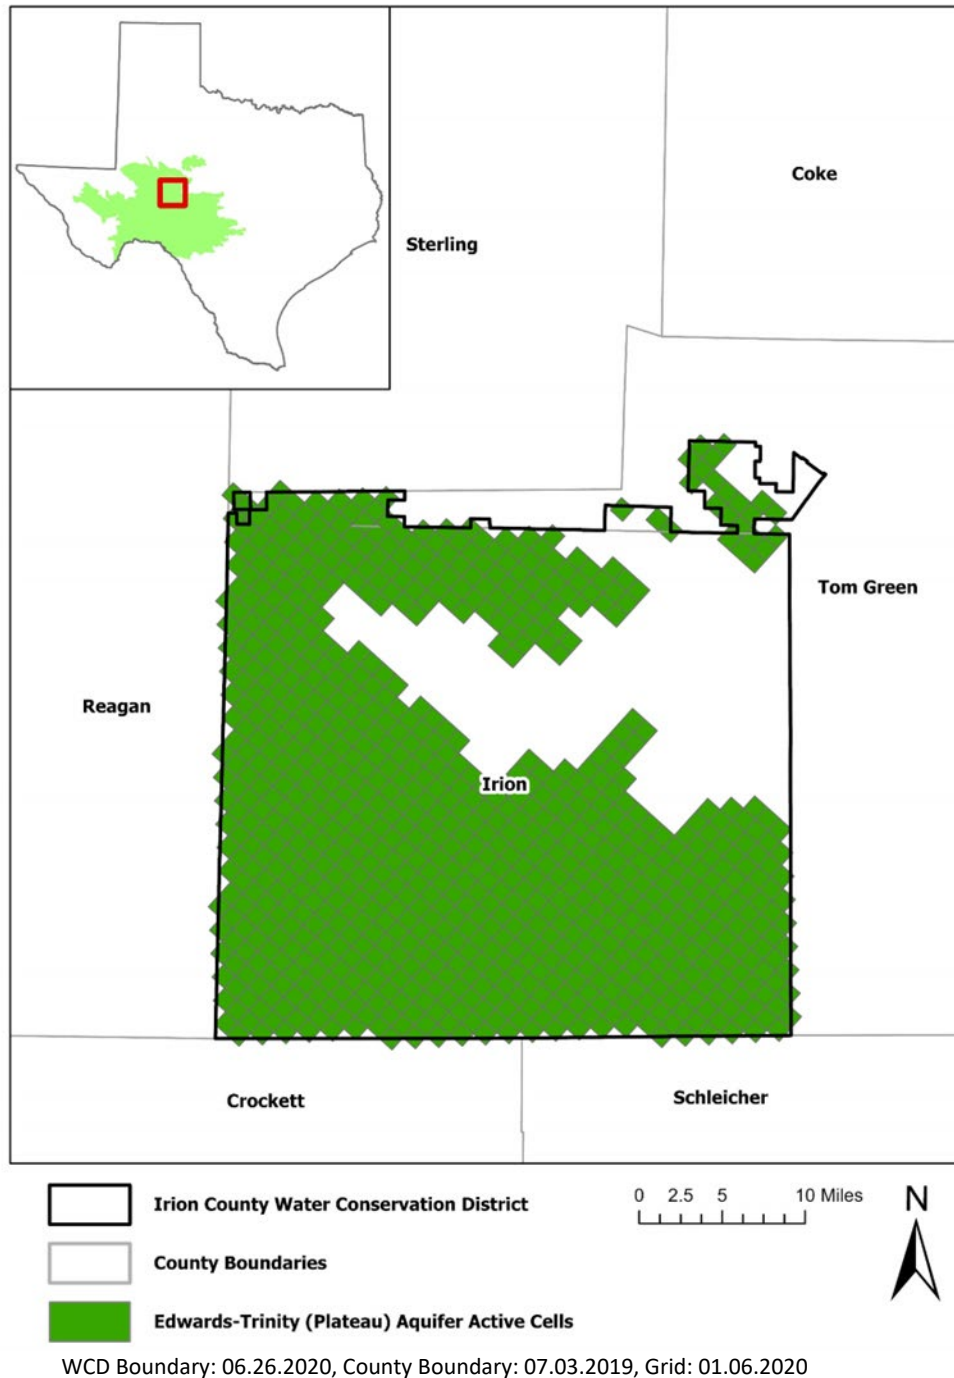 Coke
Sterling
Tom Green
Reagan
Irion
Crockett
Schleicher
Irion County Water Conservation District
County Boundaries
Edwards-Trinity (Plateau) Aquifer Active Cells
0 2.5 5 10 Miles
N
WCD Boundary: 06.26.2020, County Boundary: 07.03.2019, Grid: 01.06.2020